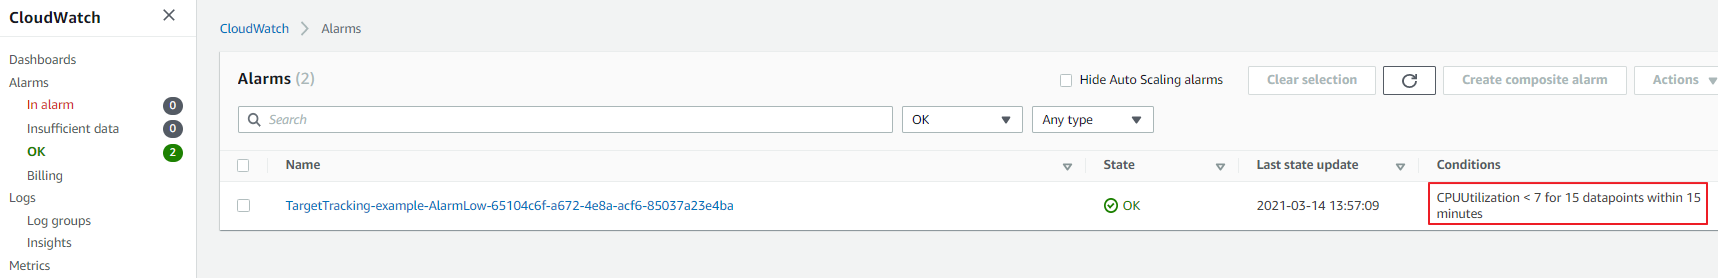 CloudWatch
Dashboards
Alarms
In alarm 0
Insufficient data 0
OK 2
Billing
Logs
Log groups
Insights
Metrics
CloudWatch Alarms
Alarms (2)
Hide Auto Scaling alarms
Clear selection
Create composite alarm
Actions
Search
OK
Any type
Name State Last state update Conditions
TargetTracking-example-AlarmLow-65104c6f-a672-4e8a-acf6-85037a23e4ba OK 2021-03-14 13:57:09 CPUUtilization < 7 for 15 datapoints within 15
minutes